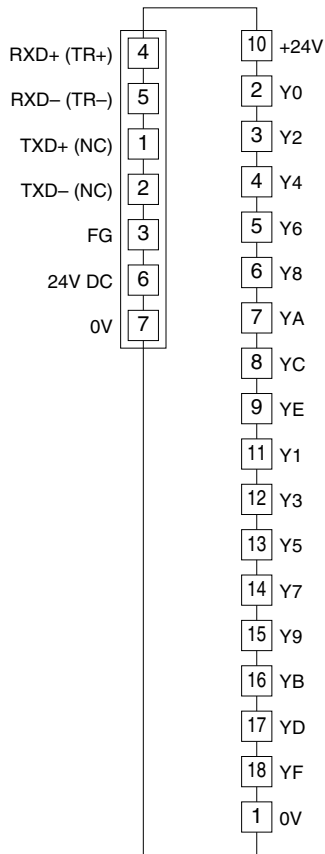 RXD+ (TR+) 4
RXD– (TR–) 5
TXD+ (NC) 1
TXD– (NC) 2
FG 3
24V DC 6
0V 7
10 +24V
2 Y0
3 Y2
4 Y4
5 Y6
6 Y8
7 YA
8 YC
9 YE
11 Y1
12 Y3
13 Y5
14 Y7
15 Y9
16 YB
17 YD
18 YF
1 0V